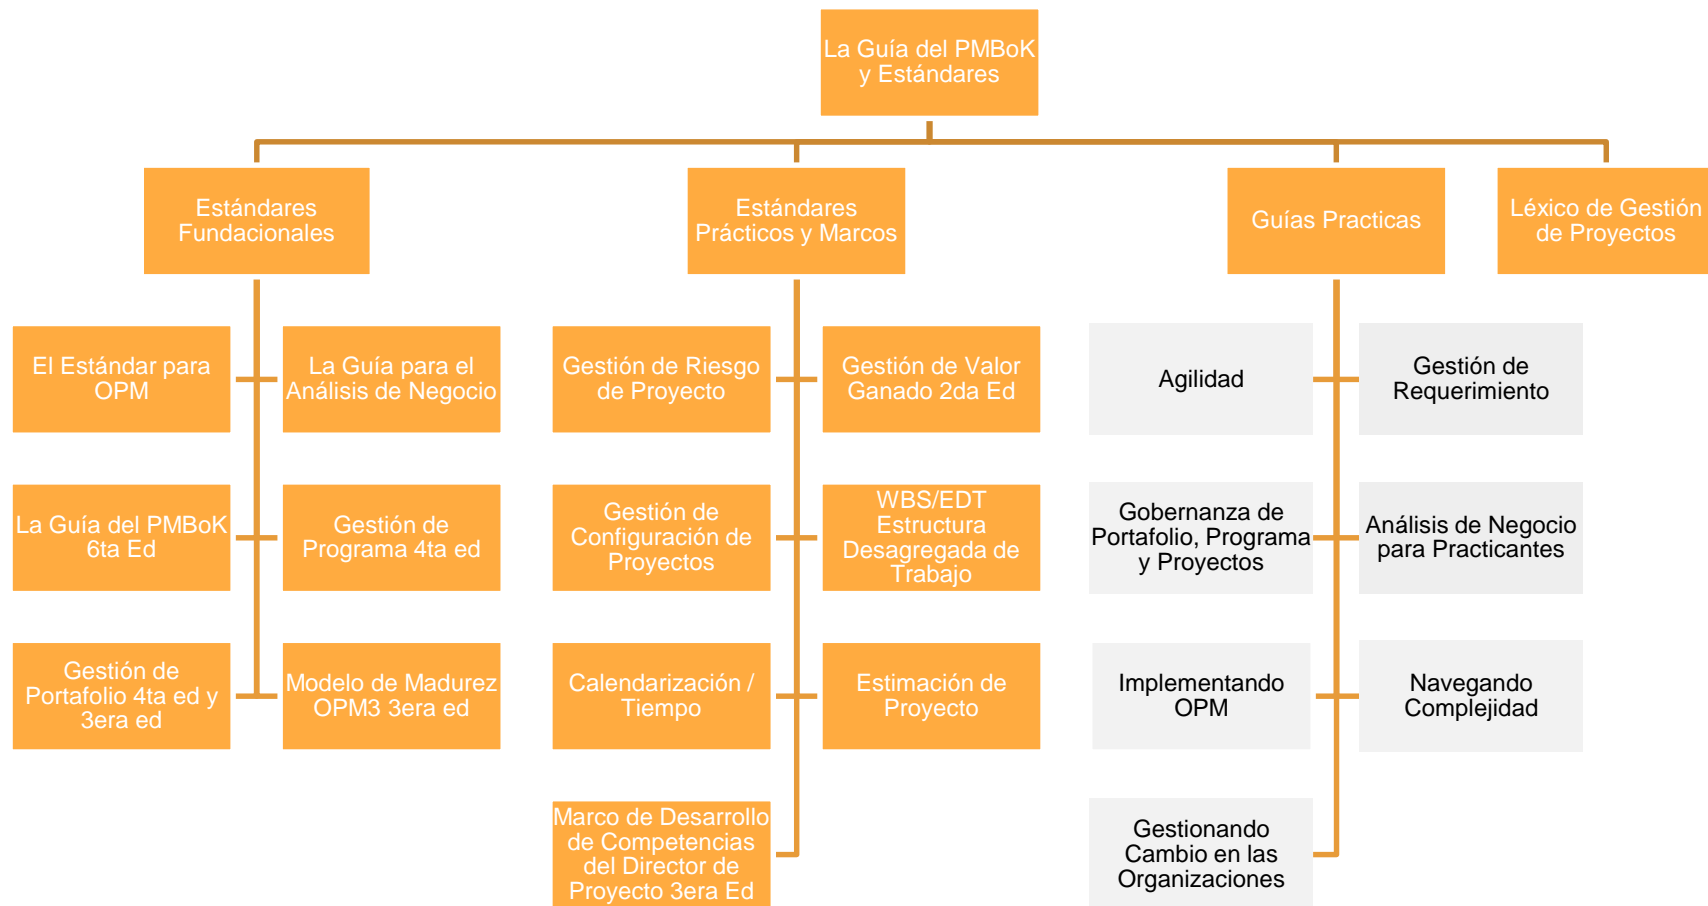 La Guía del PMBoK
y Estándares
Estándares
Fundacionales
Estándares
Prácticos y Marcos
Guías Practicas
Léxico de Gestión
de Proyectos
El Estándar para
OPM
La Guía para el
Análisis de Negocio
Gestión de Riesgo
de Proyecto
Gestión de Valor
Ganado 2da Ed
Agilidad
Gestión de
Requerimiento
La Guía del PMBoK
6ta Ed
Gestión de
Programa 4ta ed
Gestión de
Configuración de
Proyectos
WBS/EDT
Estructura
Desagregada de
Trabajo
Gobernanza de
Portafolio, Programa
y Proyectos
Análisis de Negocio
para Practicantes
Gestión de
Portafolio 4ta ed y
3era ed
Modelo de Madurez
OPM3 3era ed
Calendarización /
Tiempo
Estimación de
Proyecto
Implementando
OPM
Navegando
Complejidad
Marco de Desarrollo
de Competencias
del Director de
Proyecto 3era Ed
Gestionando
Cambio en las
Organizaciones